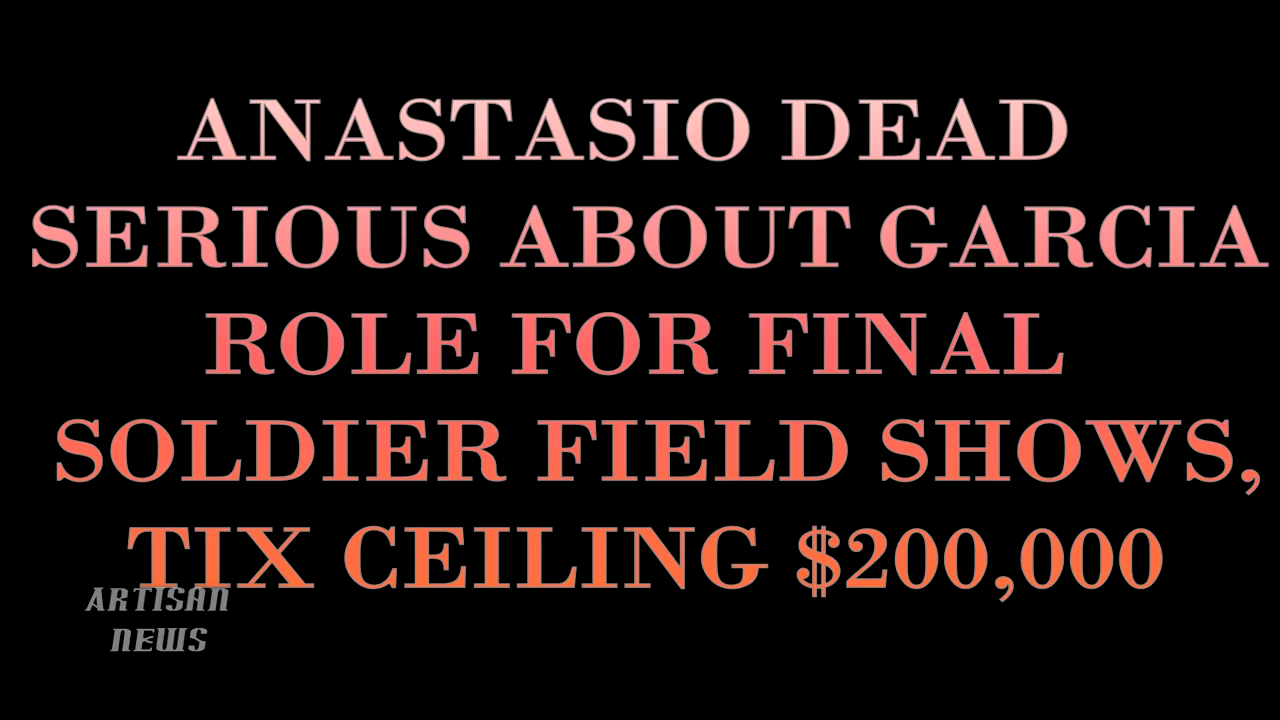 ANASTASIO DEAD
SERIOUS ABOUT GARCIA
ROLE FOR FINAL
SOLDIER FIELD SHOWS,
TIX CEILING $200,000
ARTISAN
NEWS